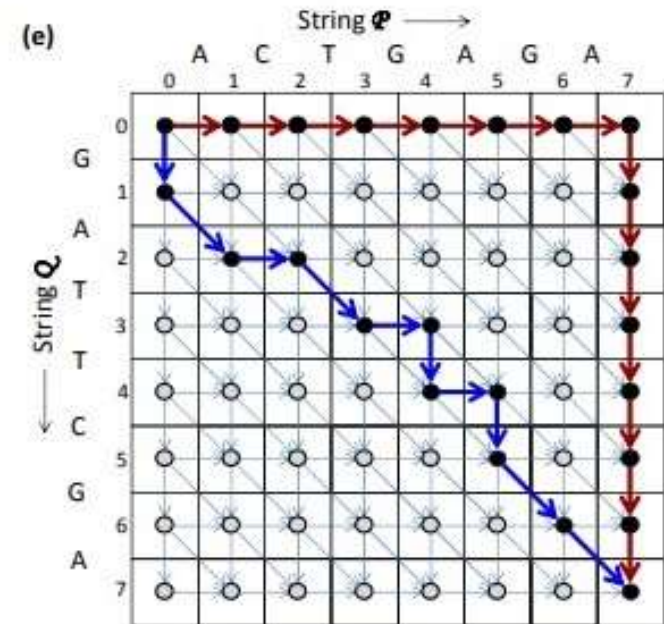 (e)
String 𝓟 ⟶
A C T G A G A
0 1 2 3 4 5 6 7
0
G
1
A
2
T
3
T
4
C
5
G
6
A
7
⟵ String 𝓠